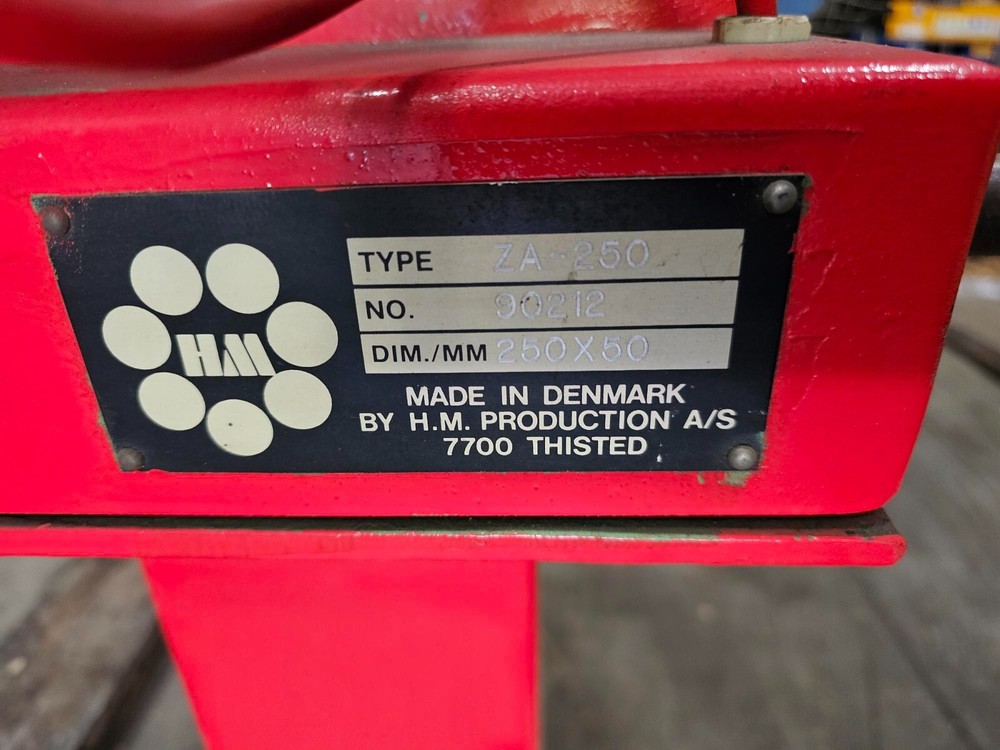 HM
TYPE ZA-250
NO. 90212
DIM./MM 250X50
MADE IN DENMARK
BY H.M. PRODUCTION A/S
7700 THISTED